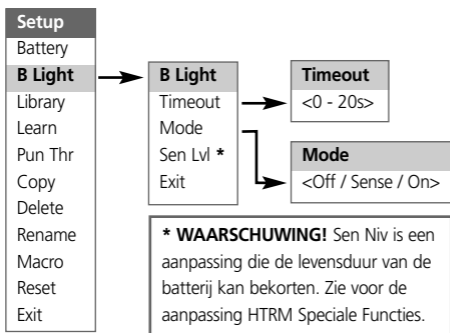 Setup
Battery
B Light
Library
Learn
Pun Thr
Copy
Delete
Rename
Macro
Reset
Exit
B Light
Timeout
Mode
Sen Lvl *
Exit
Timeout
<0 - 20s>
Mode
<Off / Sense / On>
* WAARSCHUWING! Sen Niv is een
aanpassing die de levensduur van de
batterij kan bekorten. Zie voor de
aanpassing HTRM Speciale Functies.